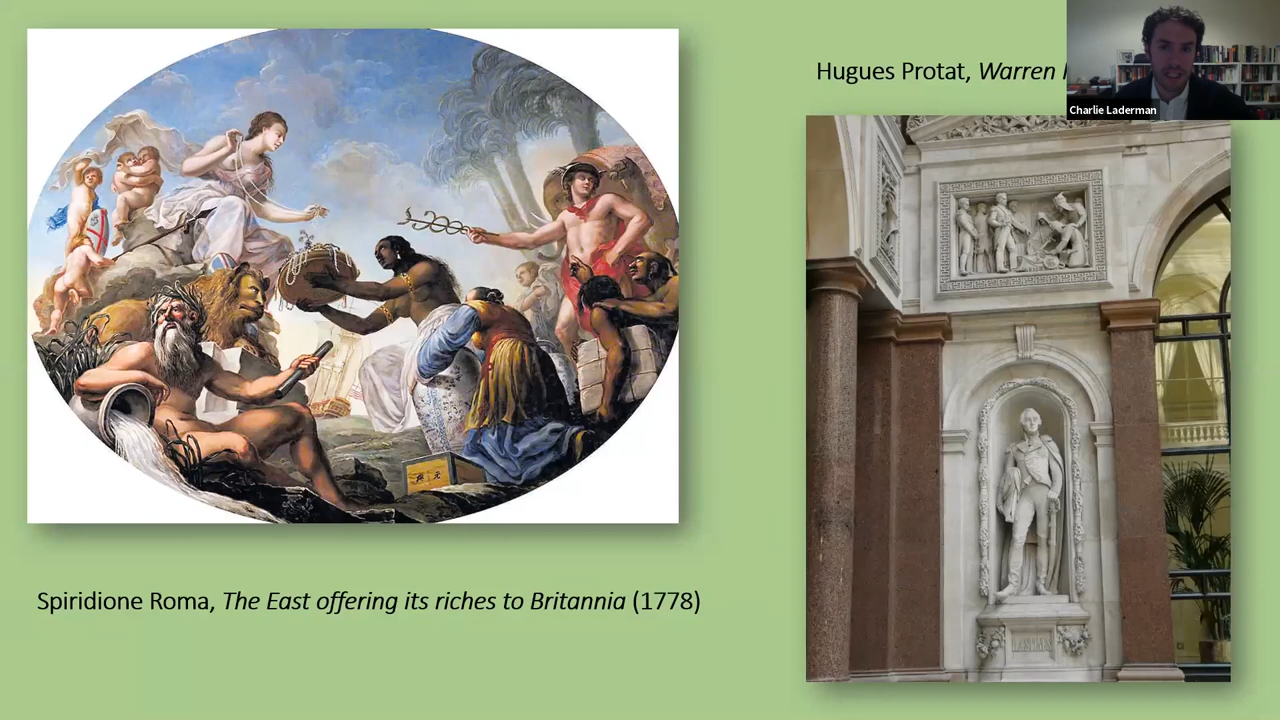 Hugues Protat, Warren
Charlie Laderman
Spiridione Roma, The East offering its riches to Britannia (1778)